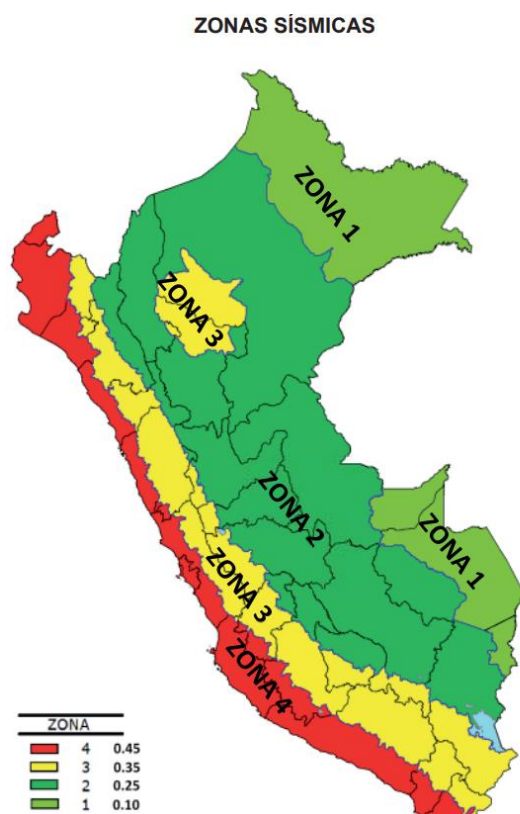 ZONAS SÍSMICAS
ZONA 1
ZONA 3
ZONA 2
ZONA 1
ZONA 3
ZONA 4
ZONA
4 0.45
3 0.35
2 0.25
1 0.10